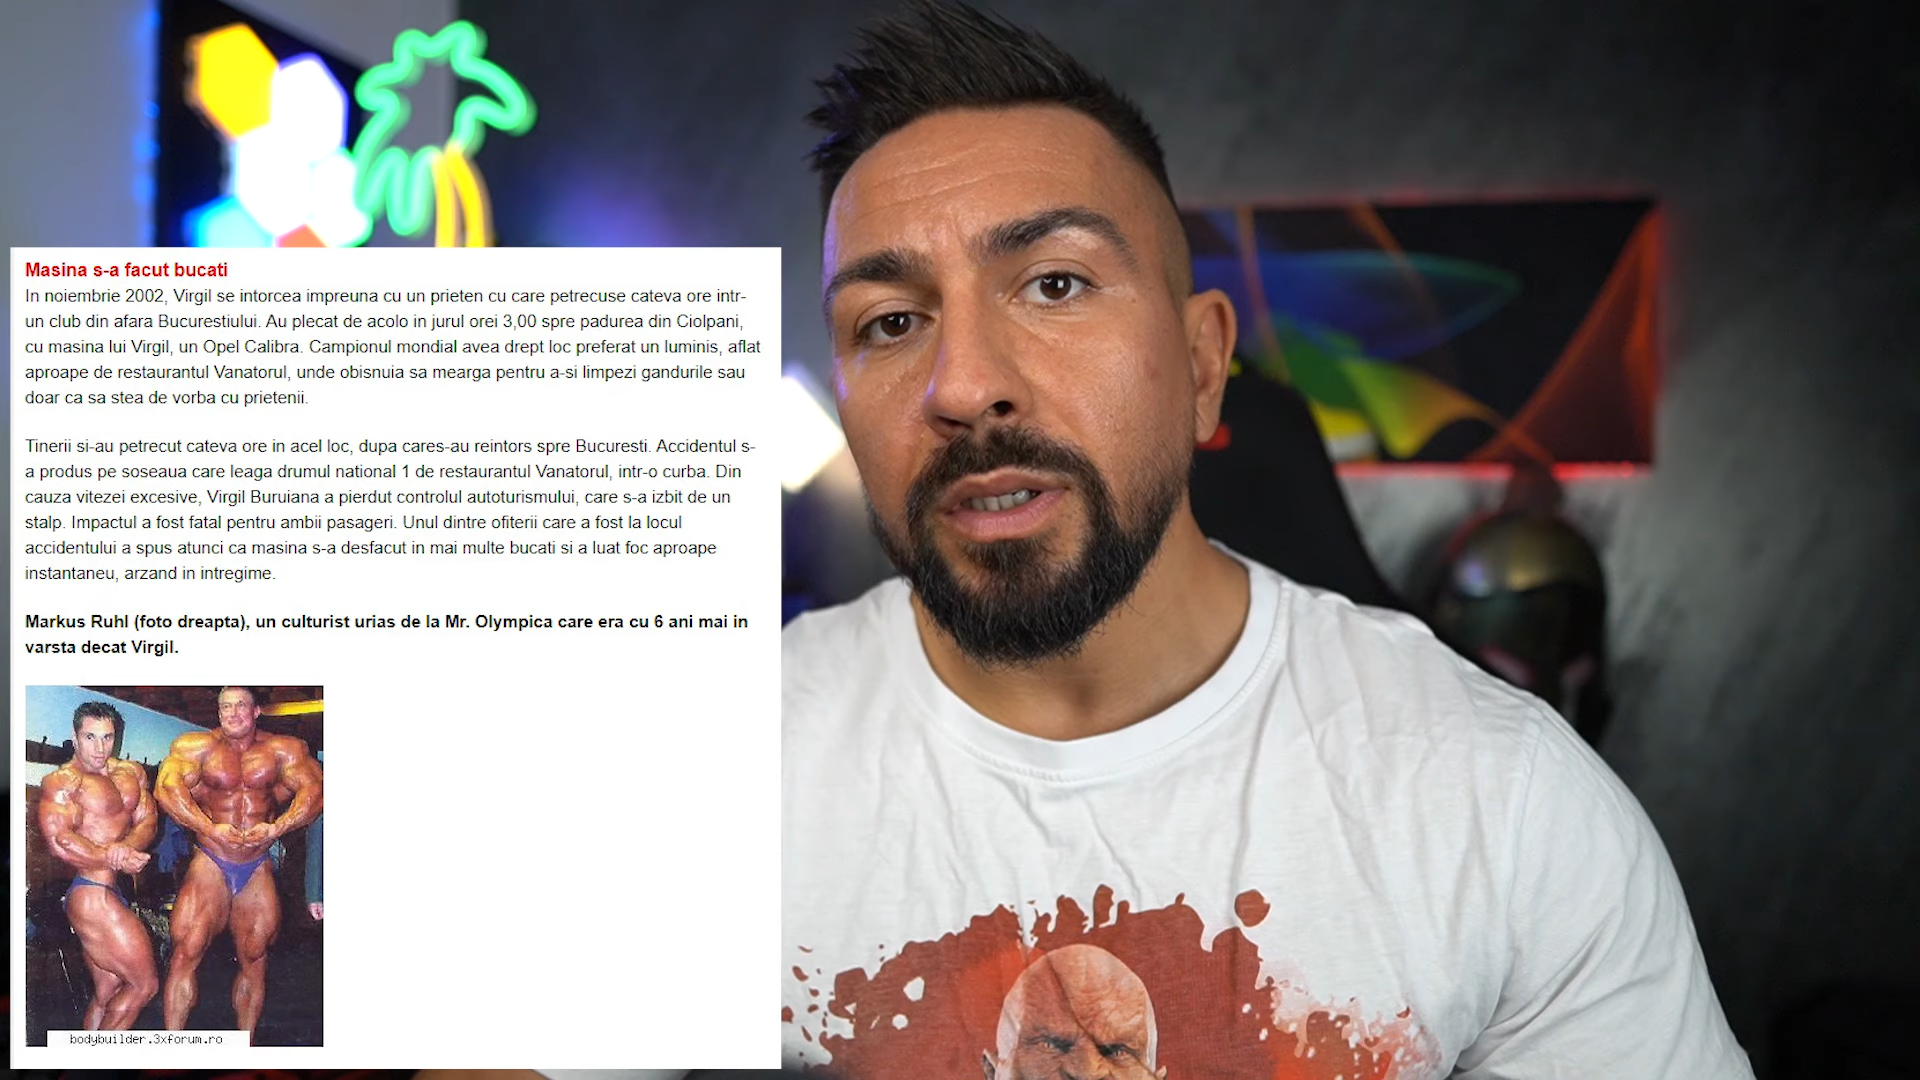 Masina s-a facut bucati
In noiembrie 2002, Virgil se intorcea impreuna cu un prieten cu care petrecuse cateva ore intr-
un club din afara Bucurestiului. Au plecat de acolo in jurul orei 3,00 spre padurea din Ciolpani,
cu masina lui Virgil, un Opel Calibra. Campionul mondial avea drept loc preferat un luminis, aflat
aproape de restaurantul Vanatorul, unde obisnuia sa mearga pentru a-si limpezi gandurile sau
doar ca sa stea de vorba cu prietenii.
Tinerii si-au petrecut cateva ore in acel loc, dupa cares-au reintors spre Bucuresti. Accidentul s-
a produs pe soseaua care leaga drumul national 1 de restaurantul Vanatorul, intr-o curba. Din
cauza vitezei excesive, Virgil Buruiana a pierdut controlul autoturismului, care s-a izbit de un
stalp. Impactul a fost fatal pentru ambii pasageri. Unul dintre ofiterii care a fost la locul
accidentului a spus atunci ca masina s-a desfacut in mai multe bucati si a luat foc aproape
instantaneu, arzand in intregime.
Markus Ruhl (foto dreapta), un culturist urias de la Mr. Olympica care era cu 6 ani mai in
varsta decat Virgil.
bodybuilder.3xforum.ro